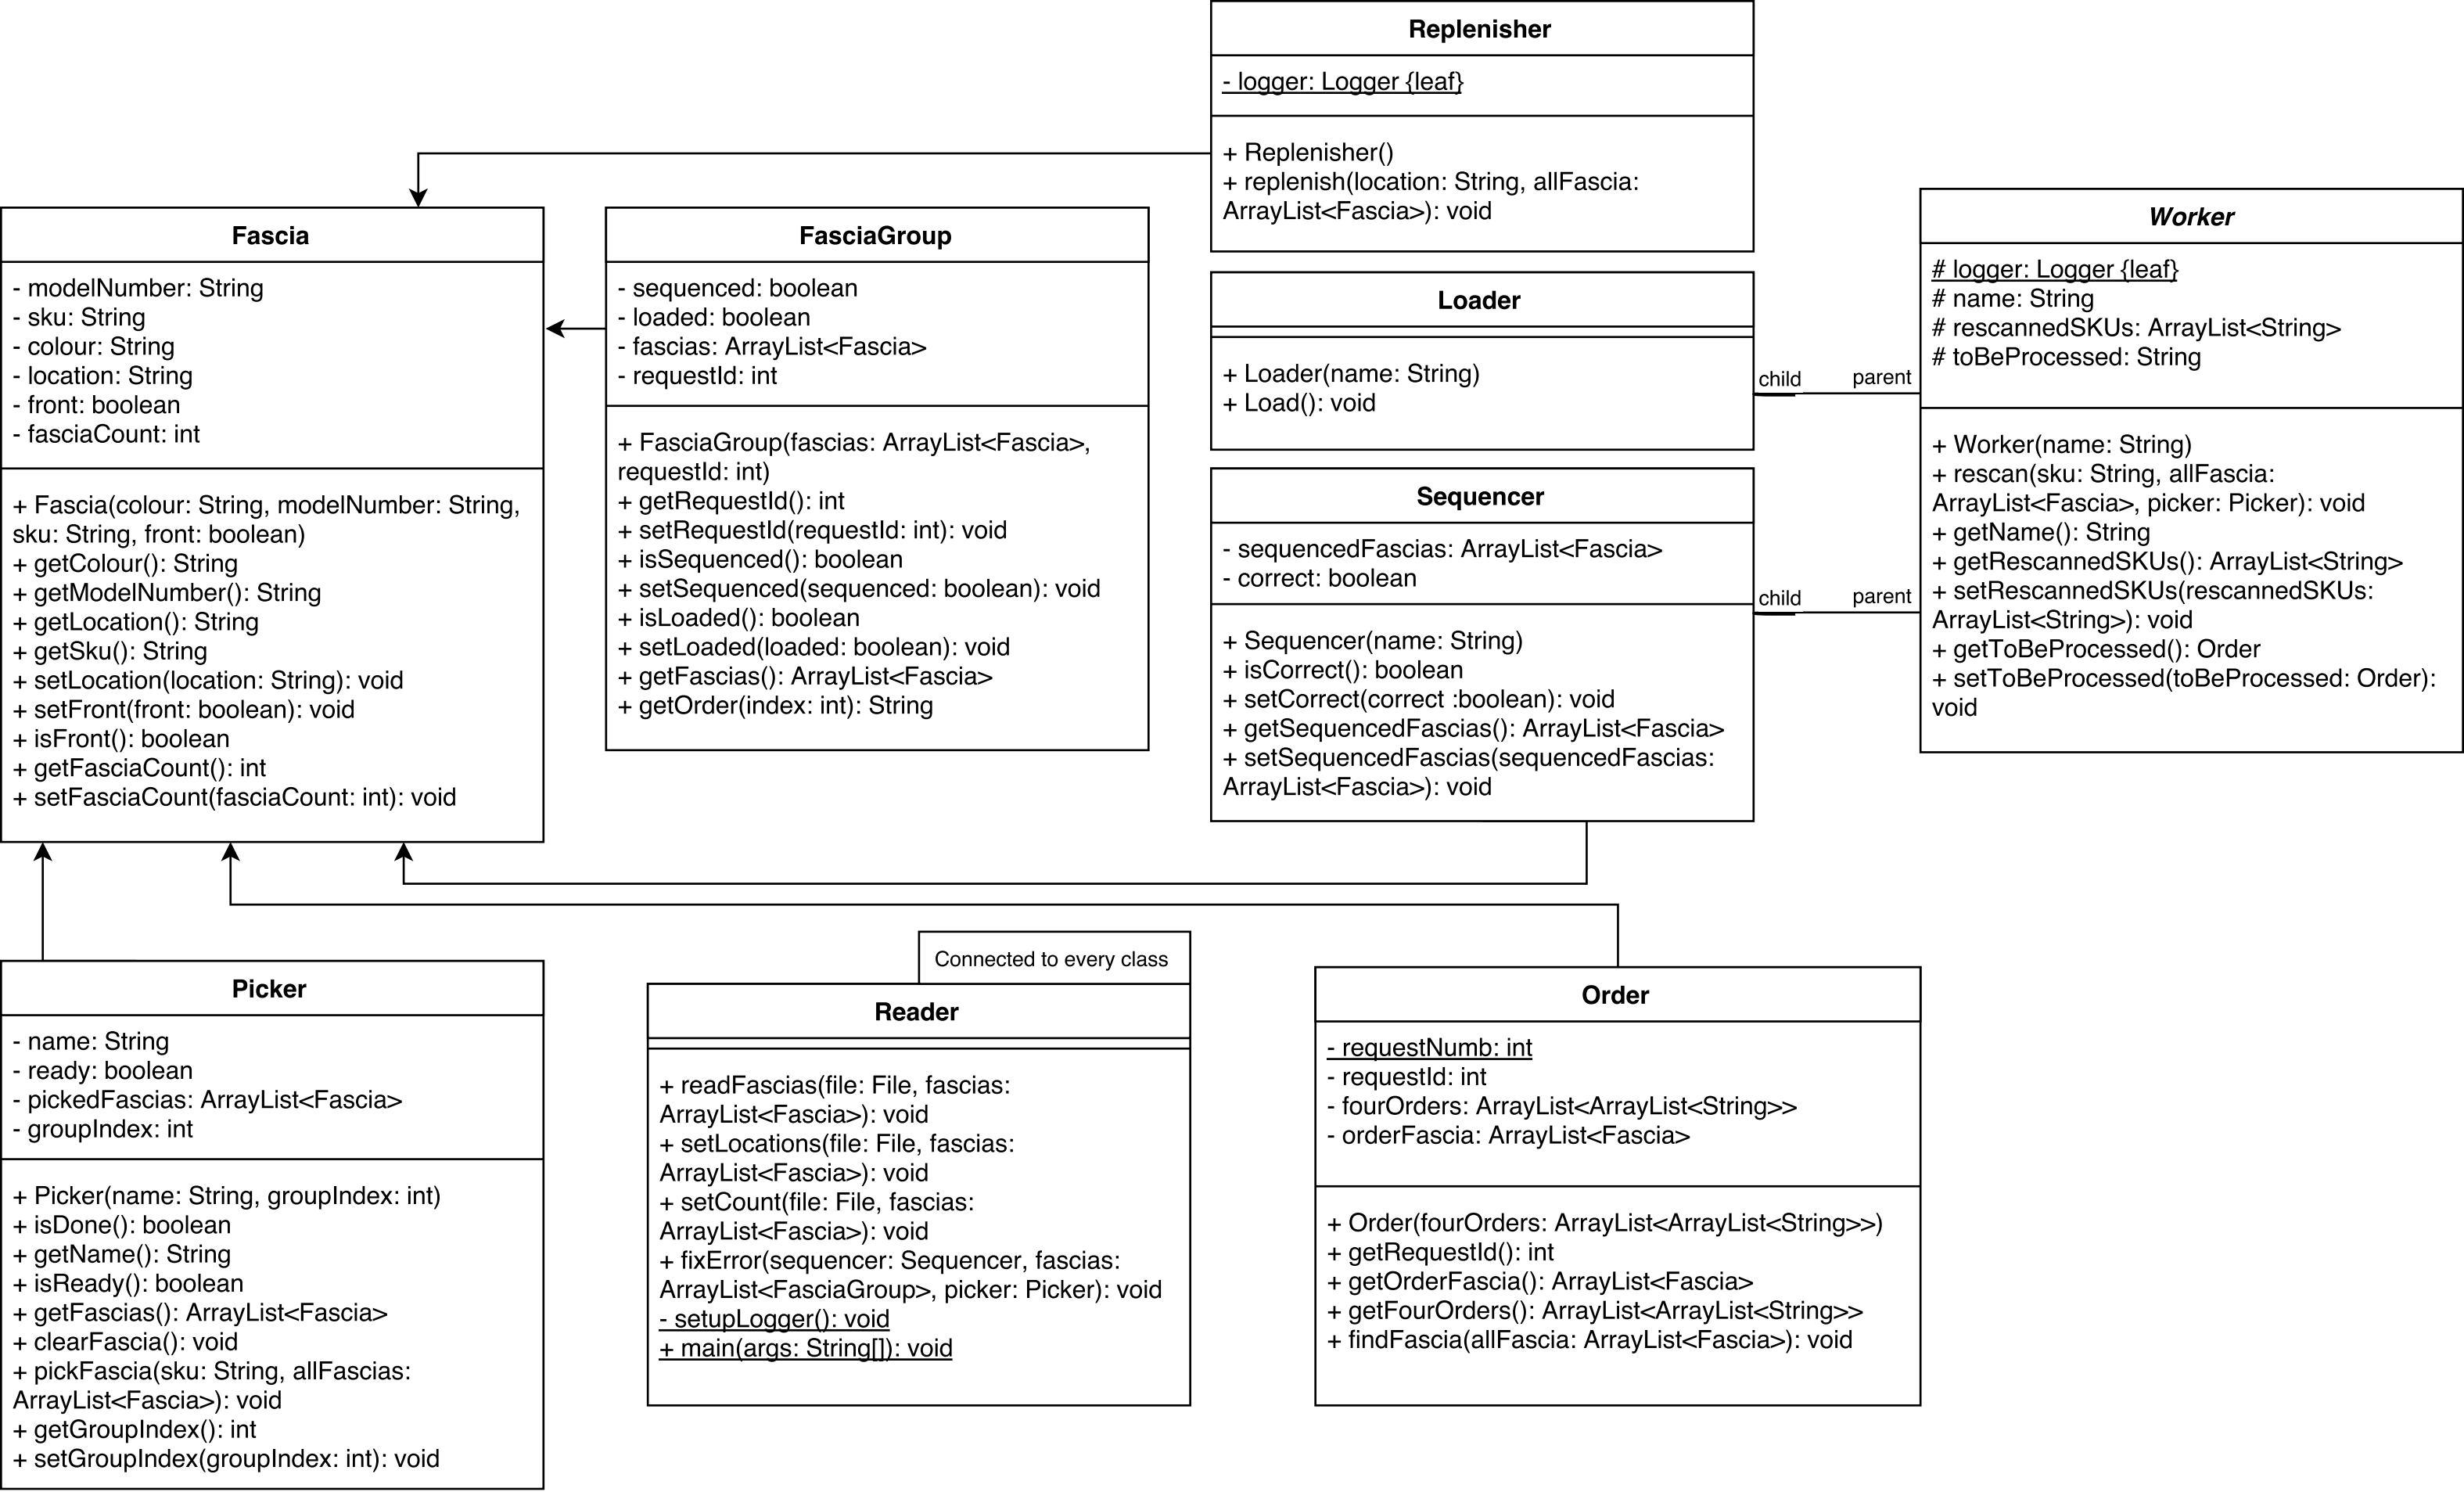 Replenisher
- logger: Logger {leaf}
+ Replenisher()
+ replenish(location: String, allFascia:
ArrayList<Fascia>): void
Fascia
- modelNumber: String
- sku: String
- colour: String
- location: String
- front: boolean
- fasciaCount: int
+ Fascia(colour: String, modelNumber: String,
sku: String, front: boolean)
+ getColour(): String
+ getModelNumber(): String
+ getLocation(): String
+ getSku(): String
+ setLocation(location: String): void
+ setFront(front: boolean): void
+ isFront(): boolean
+ getFasciaCount(): int
+ setFasciaCount(fasciaCount: int): void
FasciaGroup
- sequenced: boolean
- loaded: boolean
- fascias: ArrayList<Fascia>
- requestId: int
+ FasciaGroup(fascias: ArrayList<Fascia>,
requestId: int)
+ getRequestId(): int
+ setRequestId(requestId: int): void
+ isSequenced(): boolean
+ setSequenced(sequenced: boolean): void
+ isLoaded(): boolean
+ setLoaded(loaded: boolean): void
+ getFascias(): ArrayList<Fascia>
+ getOrder(index: int): String
Loader
+ Loader(name: String)
+ Load(): void
child
parent
Sequencer
- sequencedFascias: ArrayList<Fascia>
- correct: boolean
+ Sequencer(name: String)
+ isCorrect(): boolean
+ setCorrect(correct :boolean): void
+ getSequencedFascias(): ArrayList<Fascia>
+ setSequencedFascias(sequencedFascias:
ArrayList<Fascia>): void
child
parent
Worker
# logger: Logger {leaf}
# name: String
# rescannedSKUs: ArrayList<String>
# toBeProcessed: String
+ Worker(name: String)
+ rescan(sku: String, allFascia:
ArrayList<Fascia>, picker: Picker): void
+ getName(): String
+ getRescannedSKUs(): ArrayList<String>
+ setRescannedSKUs(rescannedSKUs:
ArrayList<String>): void
+ getToBeProcessed(): Order
+ setToBeProcessed(toBeProcessed: Order):
void
Picker
- name: String
- ready: boolean
- pickedFascias: ArrayList<Fascia>
- groupIndex: int
+ Picker(name: String, groupIndex: int)
+ isDone(): boolean
+ getName(): String
+ isReady(): boolean
+ getFascias(): ArrayList<Fascia>
+ clearFascia(): void
+ pickFascia(sku: String, allFascias:
ArrayList<Fascia>): void
+ getGroupIndex(): int
+ setGroupIndex(groupIndex: int): void
Connected to every class
Reader
+ readFascias(file: File, fascias:
ArrayList<Fascia>): void
+ setLocations(file: File, fascias:
ArrayList<Fascia>): void
+ setCount(file: File, fascias:
ArrayList<Fascia>): void
+ fixError(sequencer: Sequencer, fascias:
ArrayList<FasciaGroup>, picker: Picker): void
- setupLogger(): void
+ main(args: String[]): void
Order
- requestNumb: int
- requestId: int
- fourOrders: ArrayList<ArrayList<String>>
- orderFascia: ArrayList<Fascia>
+ Order(fourOrders: ArrayList<ArrayList<String>>)
+ getRequestId(): int
+ getOrderFascia(): ArrayList<Fascia>
+ getFourOrders(): ArrayList<ArrayList<String>>
+ findFascia(allFascia: ArrayList<Fascia>): void